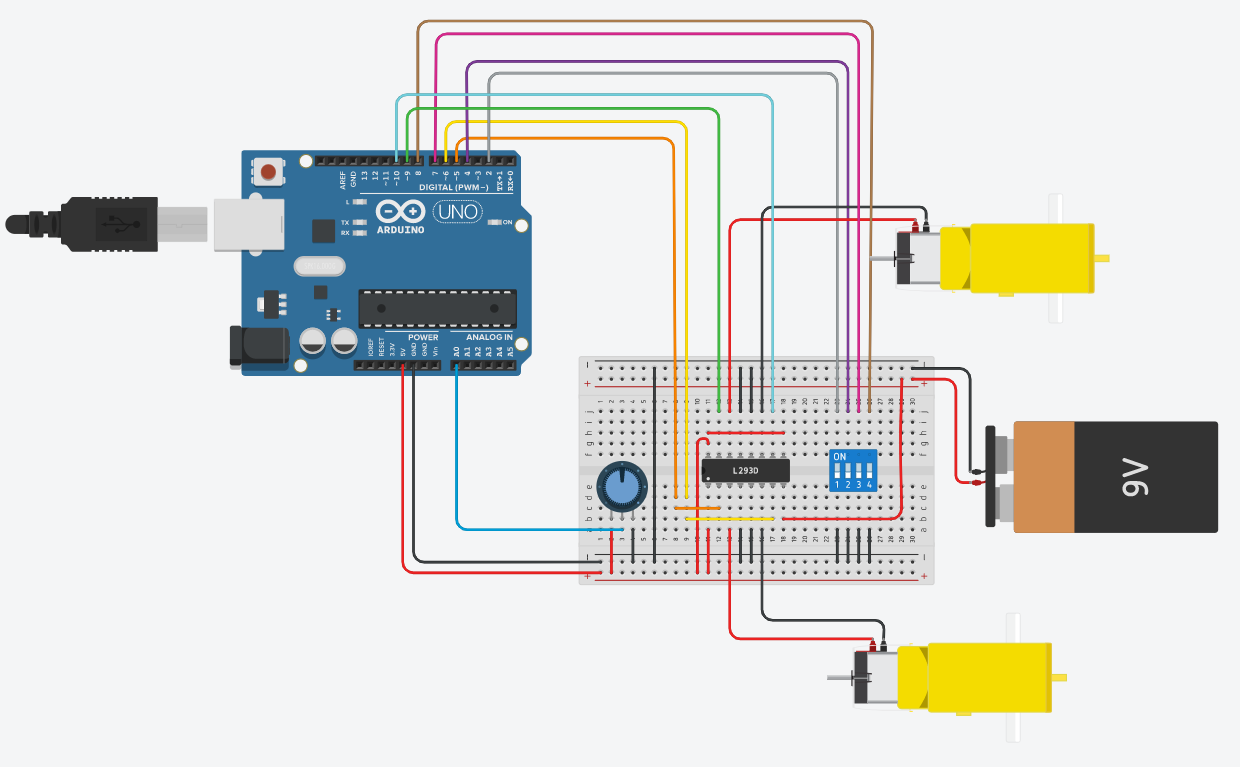 AREF
GND
13
12
~11
~10
~9
8
7
~6
~5
4
~3
2
TX→1
RX←0
DIGITAL (PWM~)
L
TX
RX
ARDUINO
UNO
ON
POWER
ANALOG IN
IOREF
RESET
3.3V
5V
GND
GND
Vin
A0
A1
A2
A3
A4
A5
L293D
ON
1 2 3 4
9V